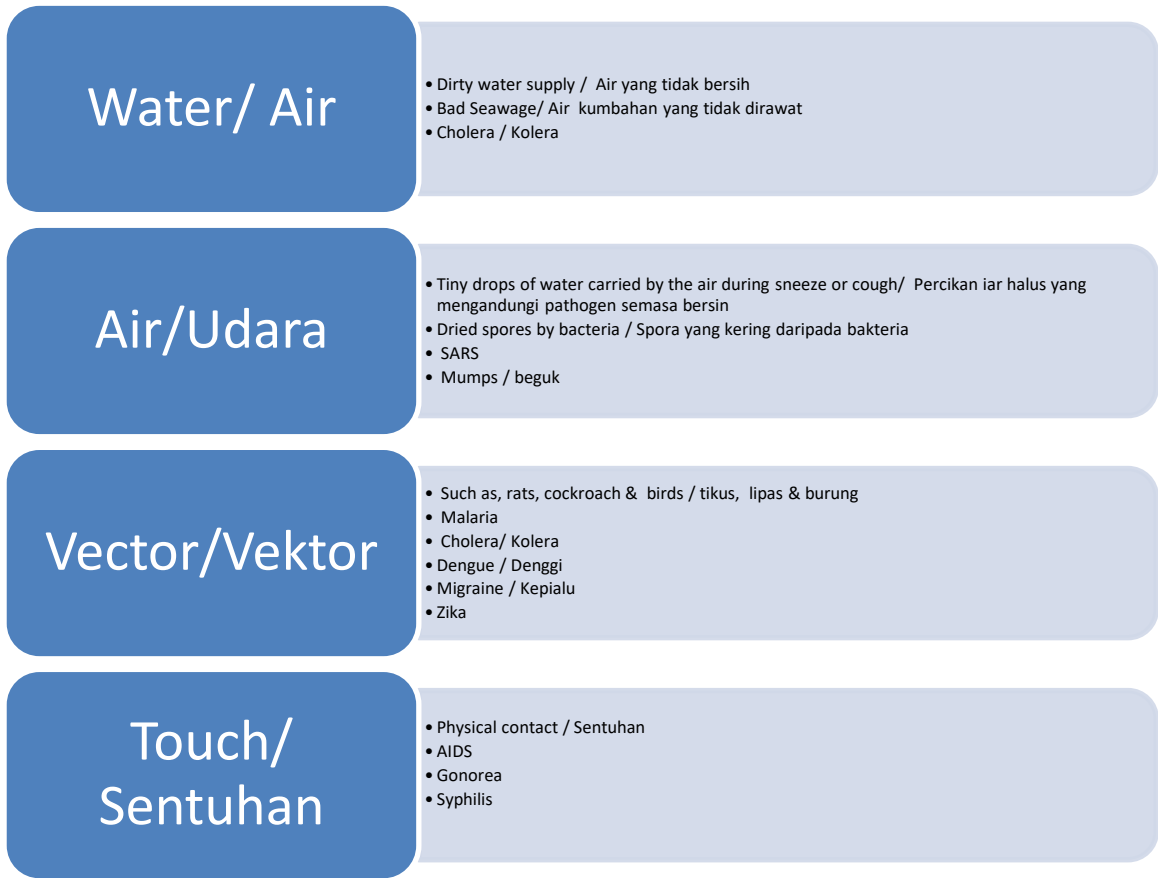 Water/ Air
• Dirty water supply /  Air yang tidak bersih
• Bad Seawage/ Air  kumbahan yang tidak dirawat
• Cholera / Kolera
Air/Udara
• Tiny drops of water carried by the air during sneeze or cough/  Percikan iar halus yang
mengandungi pathogen semasa bersin
• Dried spores by bacteria / Spora yang kering daripada bakteria
• SARS
• Mumps / beguk
Vector/Vektor
• Such as, rats, cockroach &  birds / tikus,  lipas & burung
• Malaria
• Cholera/ Kolera
• Dengue / Denggi
• Migraine / Kepialu
• Zika
Touch/
Sentuhan
• Physical contact / Sentuhan
• AIDS
• Gonorea
• Syphilis